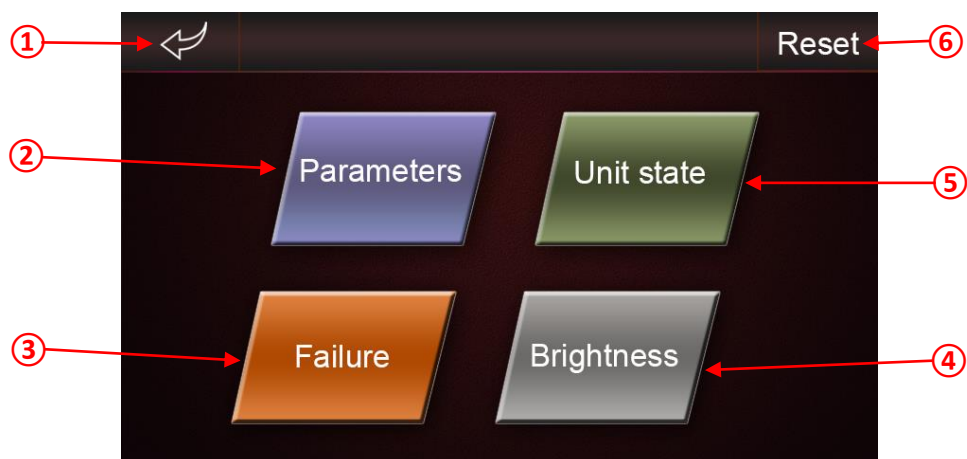 ① Reset ⑥
② Parameters Unit state ⑤
③ Failure Brightness ④